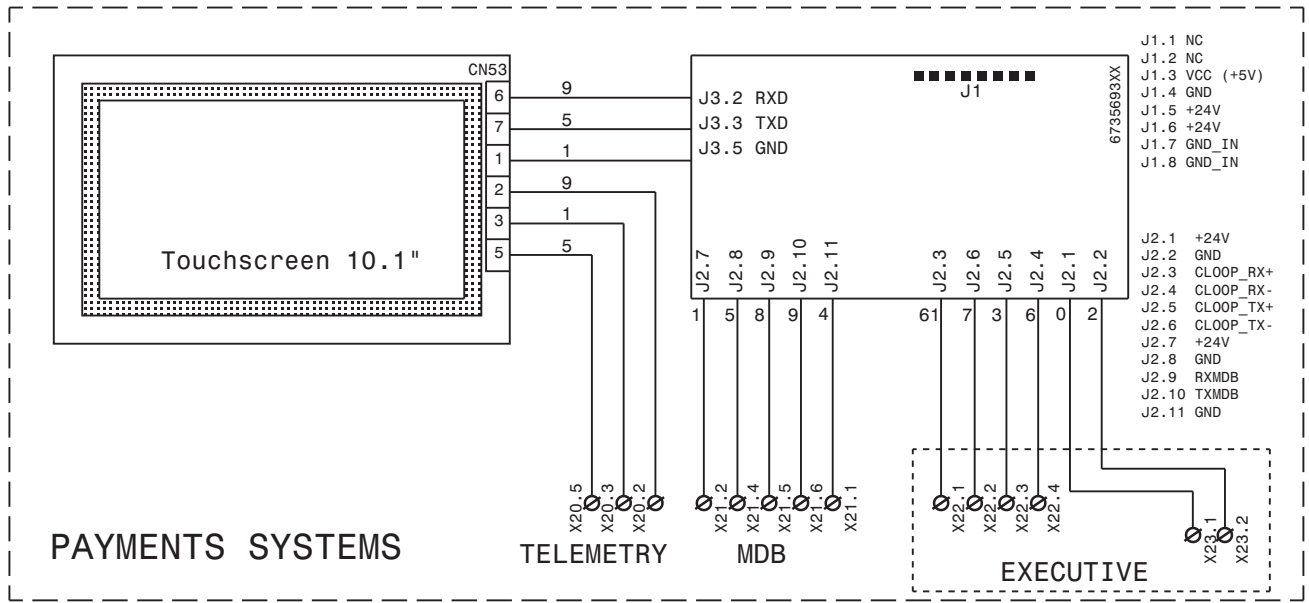 CN53
6
7
1
2
3
5
9
5
1
9
1
5
Touchscreen 10.1"
J3.2 RXD
J3.3 TXD
J3.5 GND
J1
6735693XX
J2.7
J2.8
J2.9
J2.10
J2.11
J2.3
J2.6
J2.5
J2.4
J2.1
J2.2
1
5
8
9
4
61
7
3
6
0
2
J1.1 NC
J1.2 NC
J1.3 VCC (+5V)
J1.4 GND
J1.5 +24V
J1.6 +24V
J1.7 GND_IN
J1.8 GND_IN
J2.1 +24V
J2.2 GND
J2.3 CLOOP_RX+
J2.4 CLOOP_RX-
J2.5 CLOOP_TX+
J2.6 CLOOP_TX-
J2.7 +24V
J2.8 GND
J2.9 RXMDB
J2.10 TXMDB
J2.11 GND
X20.5
X20.3
X20.2
X21.2
X21.4
X21.5
X21.6
X21.1
X22.1
X22.2
X22.3
X22.4
X23.1
X23.2
PAYMENTS SYSTEMS
TELEMETRY
MDB
EXECUTIVE